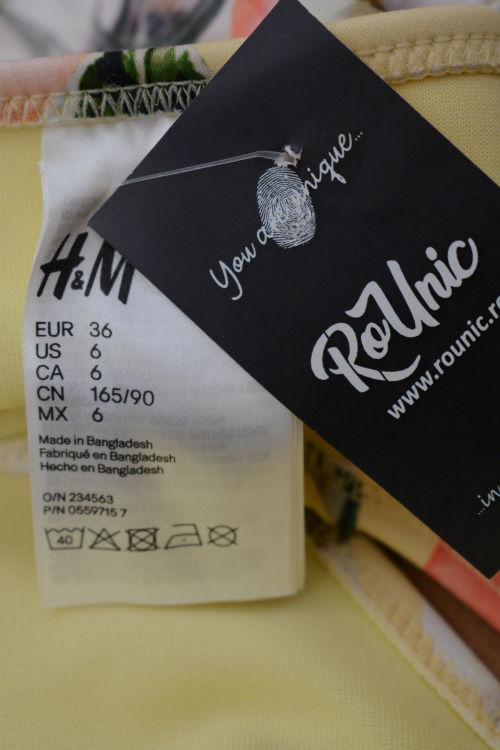 You a nique...
RoUnic
www.rounic.r
H&M
EUR 36
US 6
CA 6
CN 165/90
MX 6
Made in Bangladesh
Fabriqué en Bangladesh
Hecho en Bangladesh
O/N 234563
P/N 0559715 7
40